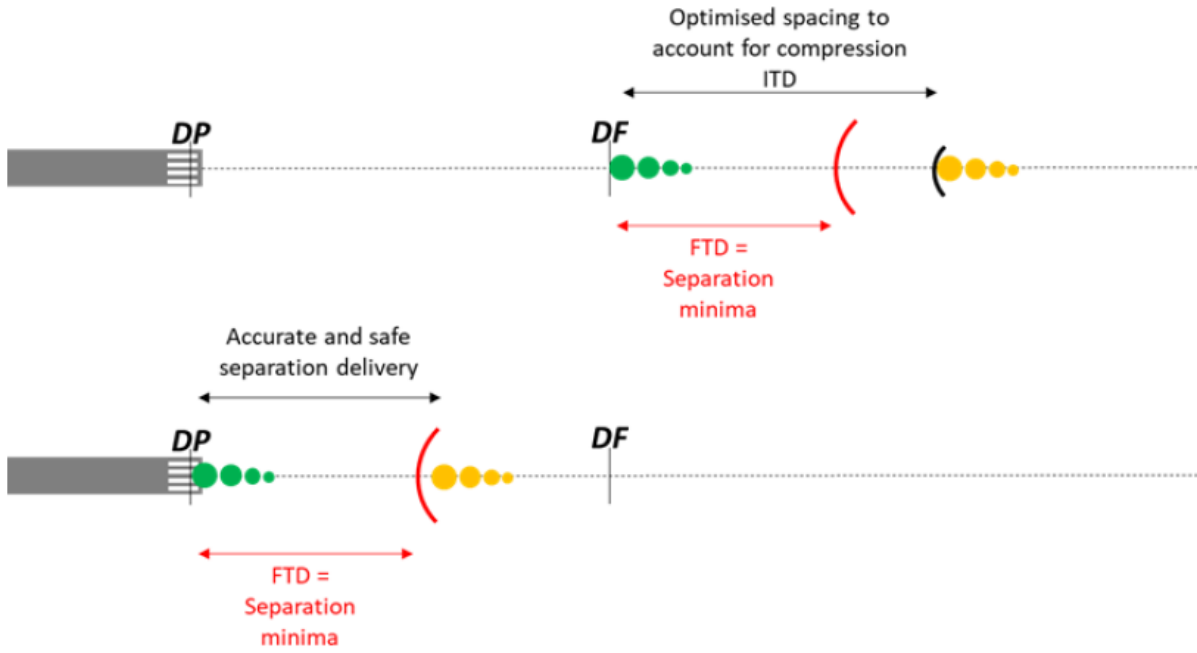 Optimised spacing to
account for compression
ITD
DP
DF
FTD =
Separation
minima
Accurate and safe
separation delivery
DP
DF
FTD =
Separation
minima